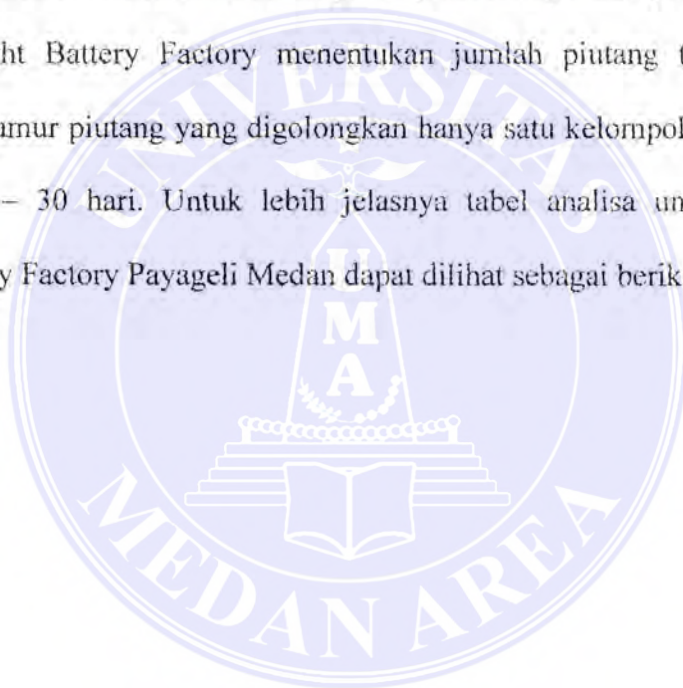 ht Battery Factory menentukan jumlah piutang t
umur piutang yang digolongkan hanya satu kelompok
– 30 hari. Untuk lebih jelasnya tabel analisa un
y Factory Payageli Medan dapat dilihat sebagai berik
UNIVERSITAS
U
M
A
MEDAN AREA